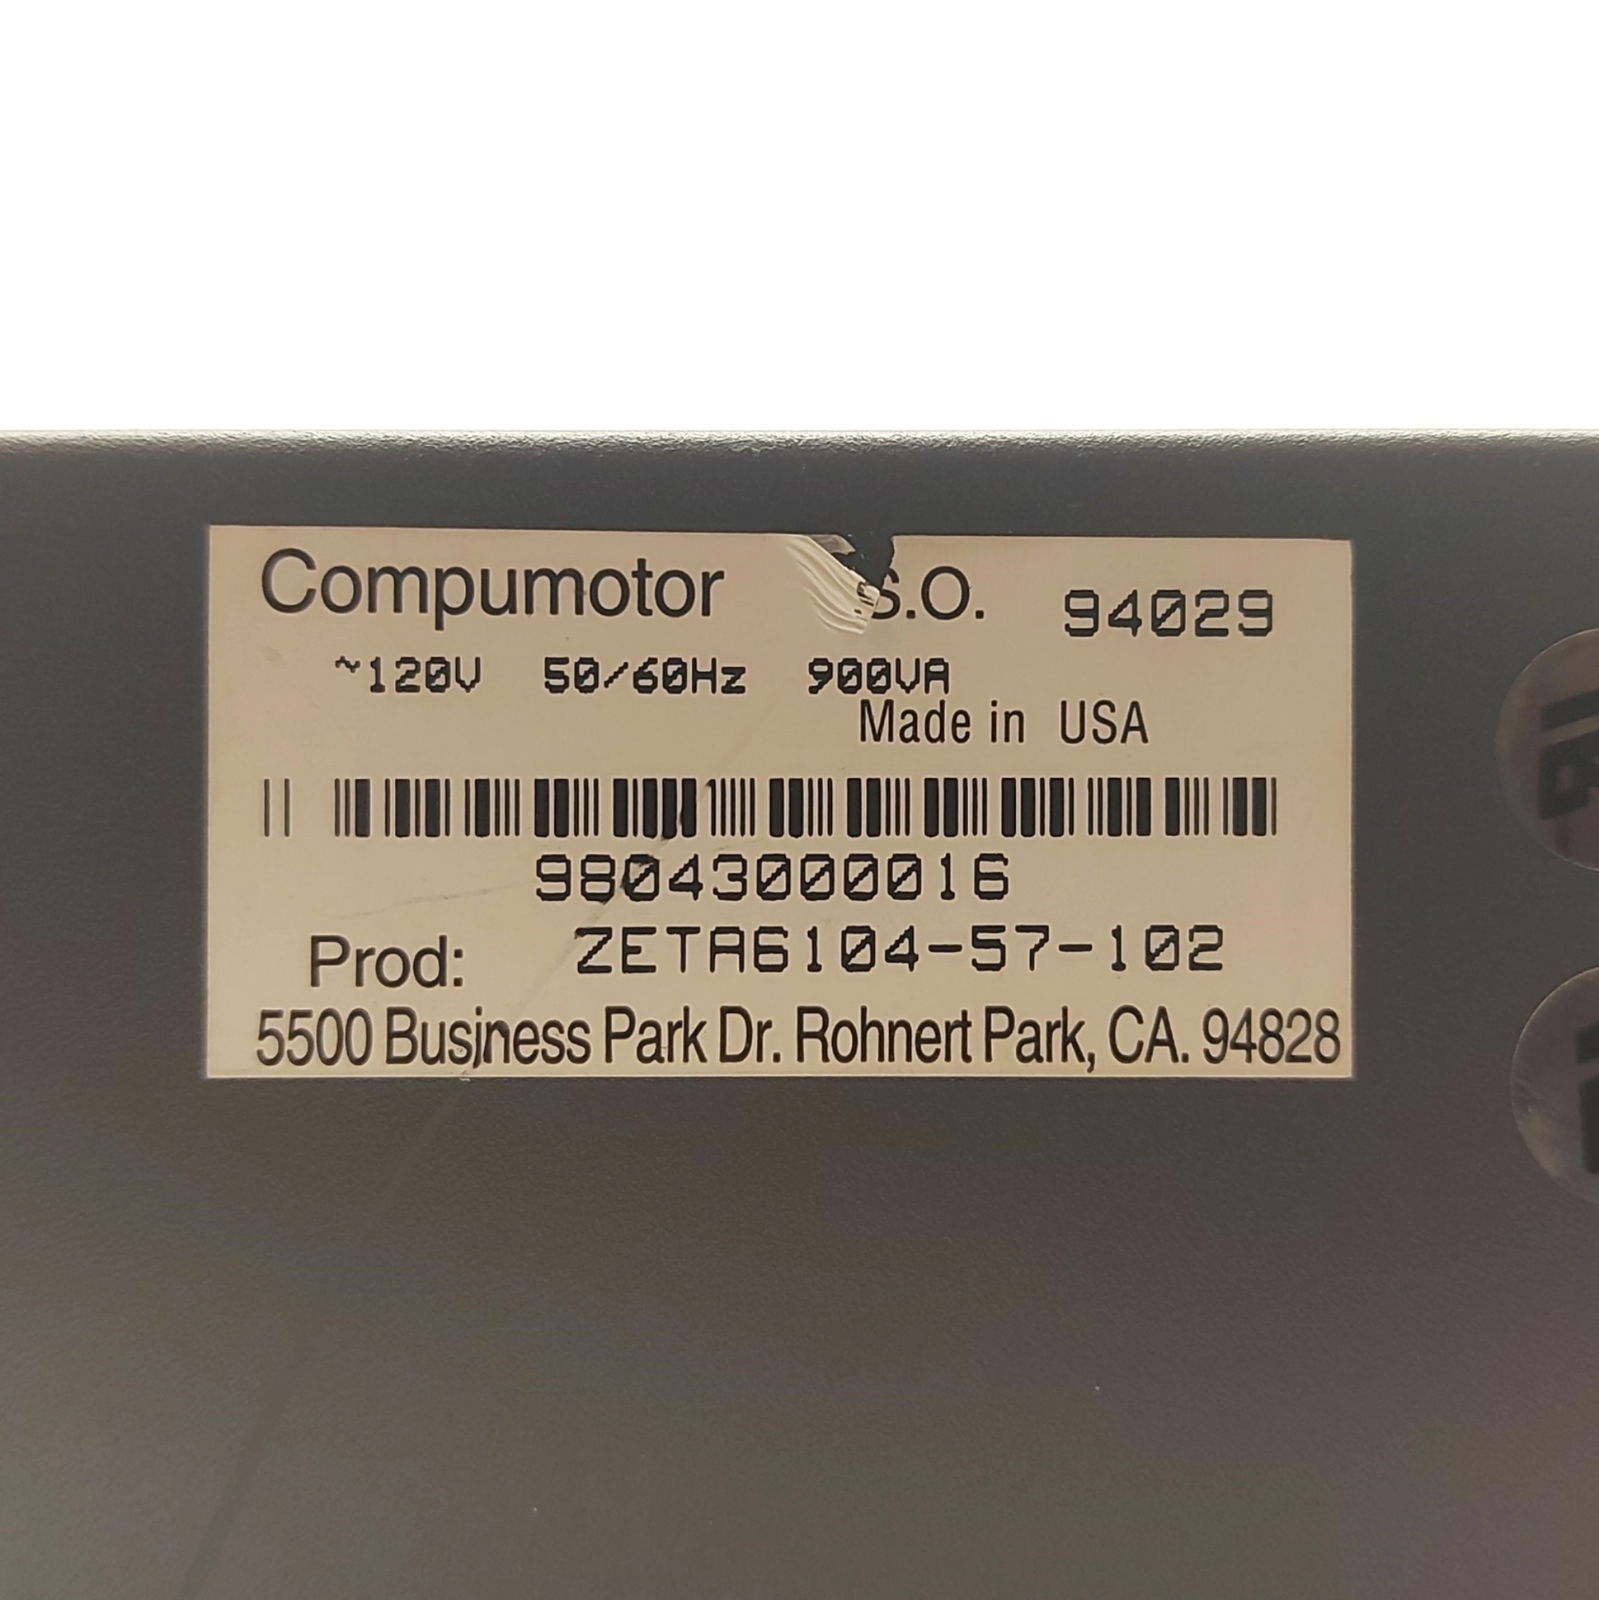 Compumotor S.O. 94029
~120V 50/60Hz 900VA
Made in USA
98043000016
Prod: ZETA6104-57-102
5500 Business Park Dr. Rohnert Park, CA. 94828